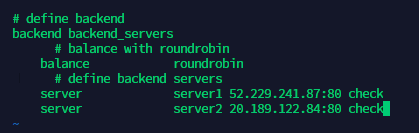 # define backend
backend backend_servers
# balance with roundrobin
balance roundrobin
# define backend servers
server server1 52.229.241.87:80 check
server server2 20.189.122.84:80 check
~